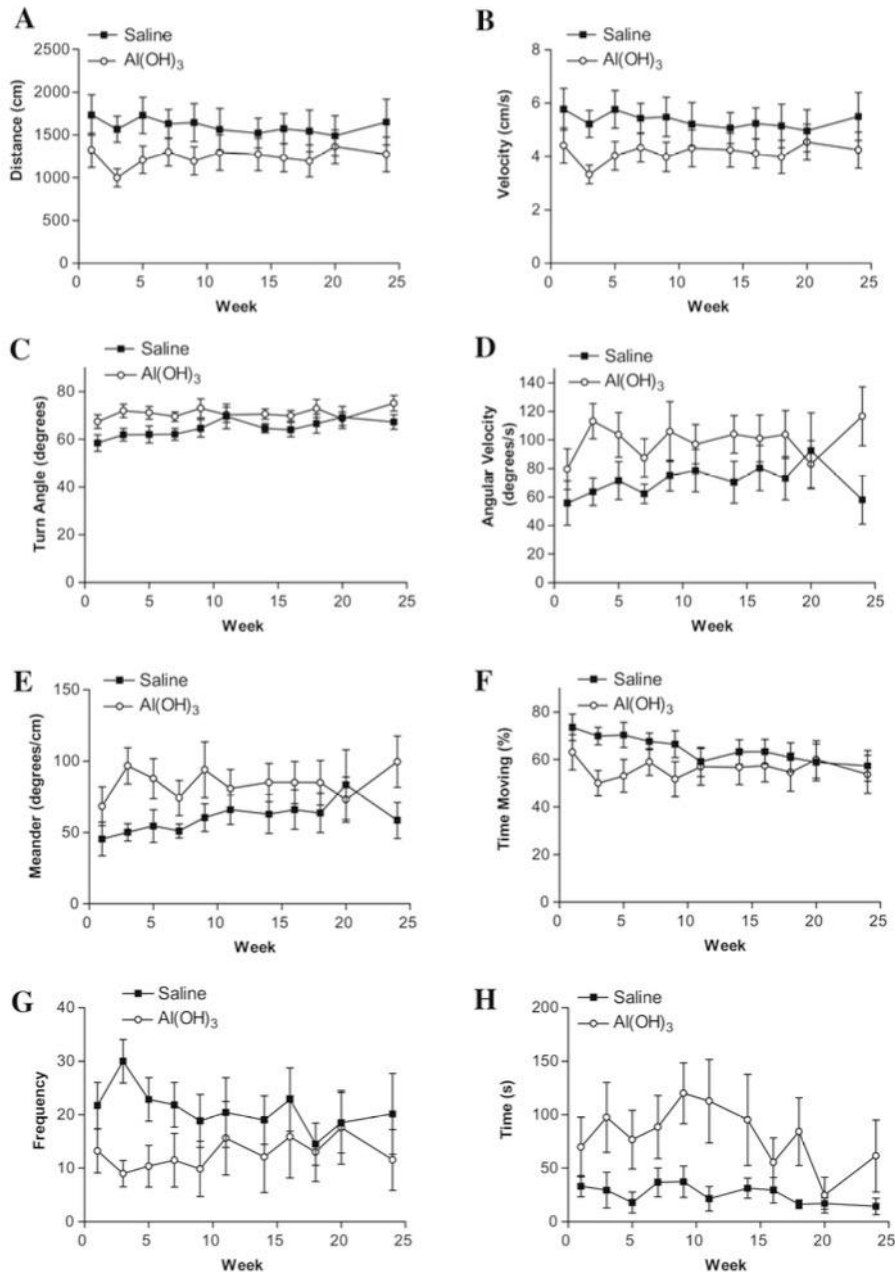 A
Saline
Al(OH)3
Distance (cm)
2500
2000
1500
1000
500
0
0 5 10 15 20 25
Week
B
Saline
Al(OH)3
Velocity (cm/s)
8
6
4
2
0
0 5 10 15 20 25
Week
C
Saline
Al(OH)3
Turn Angle (degrees)
80
60
40
20
0
0 5 10 15 20 25
Week
D
Saline
Al(OH)3
Angular Velocity
(degrees/s)
140
120
100
80
60
40
20
0
0 5 10 15 20 25
Week
E
Saline
Al(OH)3
Meander (degrees/cm)
150
100
50
0
0 5 10 15 20 25
Week
F
Saline
Al(OH)3
Time Moving (%)
80
60
40
20
0
0 5 10 15 20 25
Week
G
Saline
Al(OH)3
Frequency
40
30
20
10
0
0 5 10 15 20 25
Week
H
Saline
Al(OH)3
Time (s)
200
150
100
50
0
0 5 10 15 20 25
Week